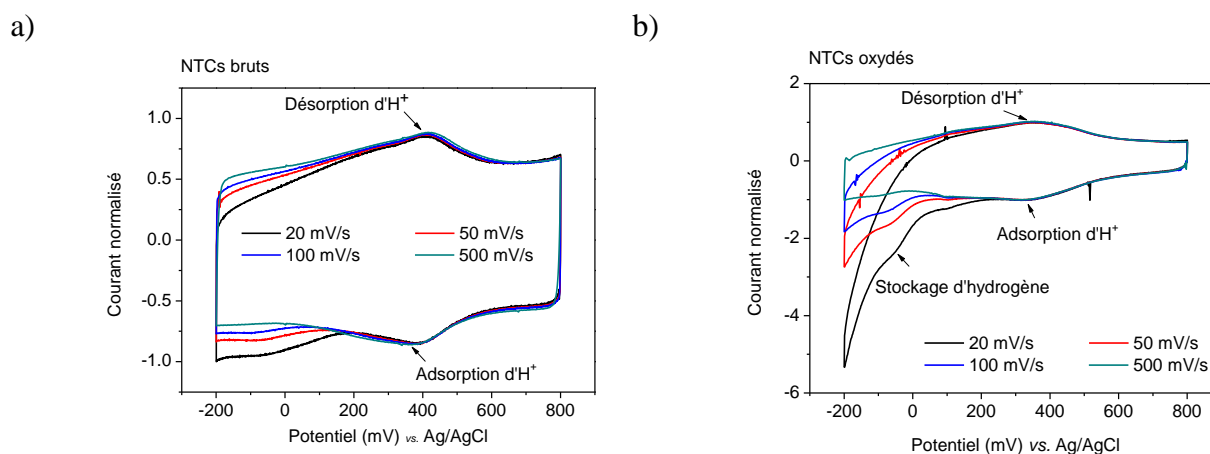 a)
NTCs bruts
Désorption d'H+
1.0
0.5
0.0
-0.5
-1.0
Courant normalisé
20 mV/s
50 mV/s
100 mV/s
500 mV/s
Adsorption d'H+
-200
0
200
400
600
800
Potentiel (mV) vs. Ag/AgCl
b)
NTCs oxydés
Désorption d'H+
2
0
-2
-4
-6
Courant normalisé
Adsorption d'H+
Stockage d'hydrogène
20 mV/s
50 mV/s
100 mV/s
500 mV/s
-200
0
200
400
600
800
Potentiel (mV) vs. Ag/AgCl